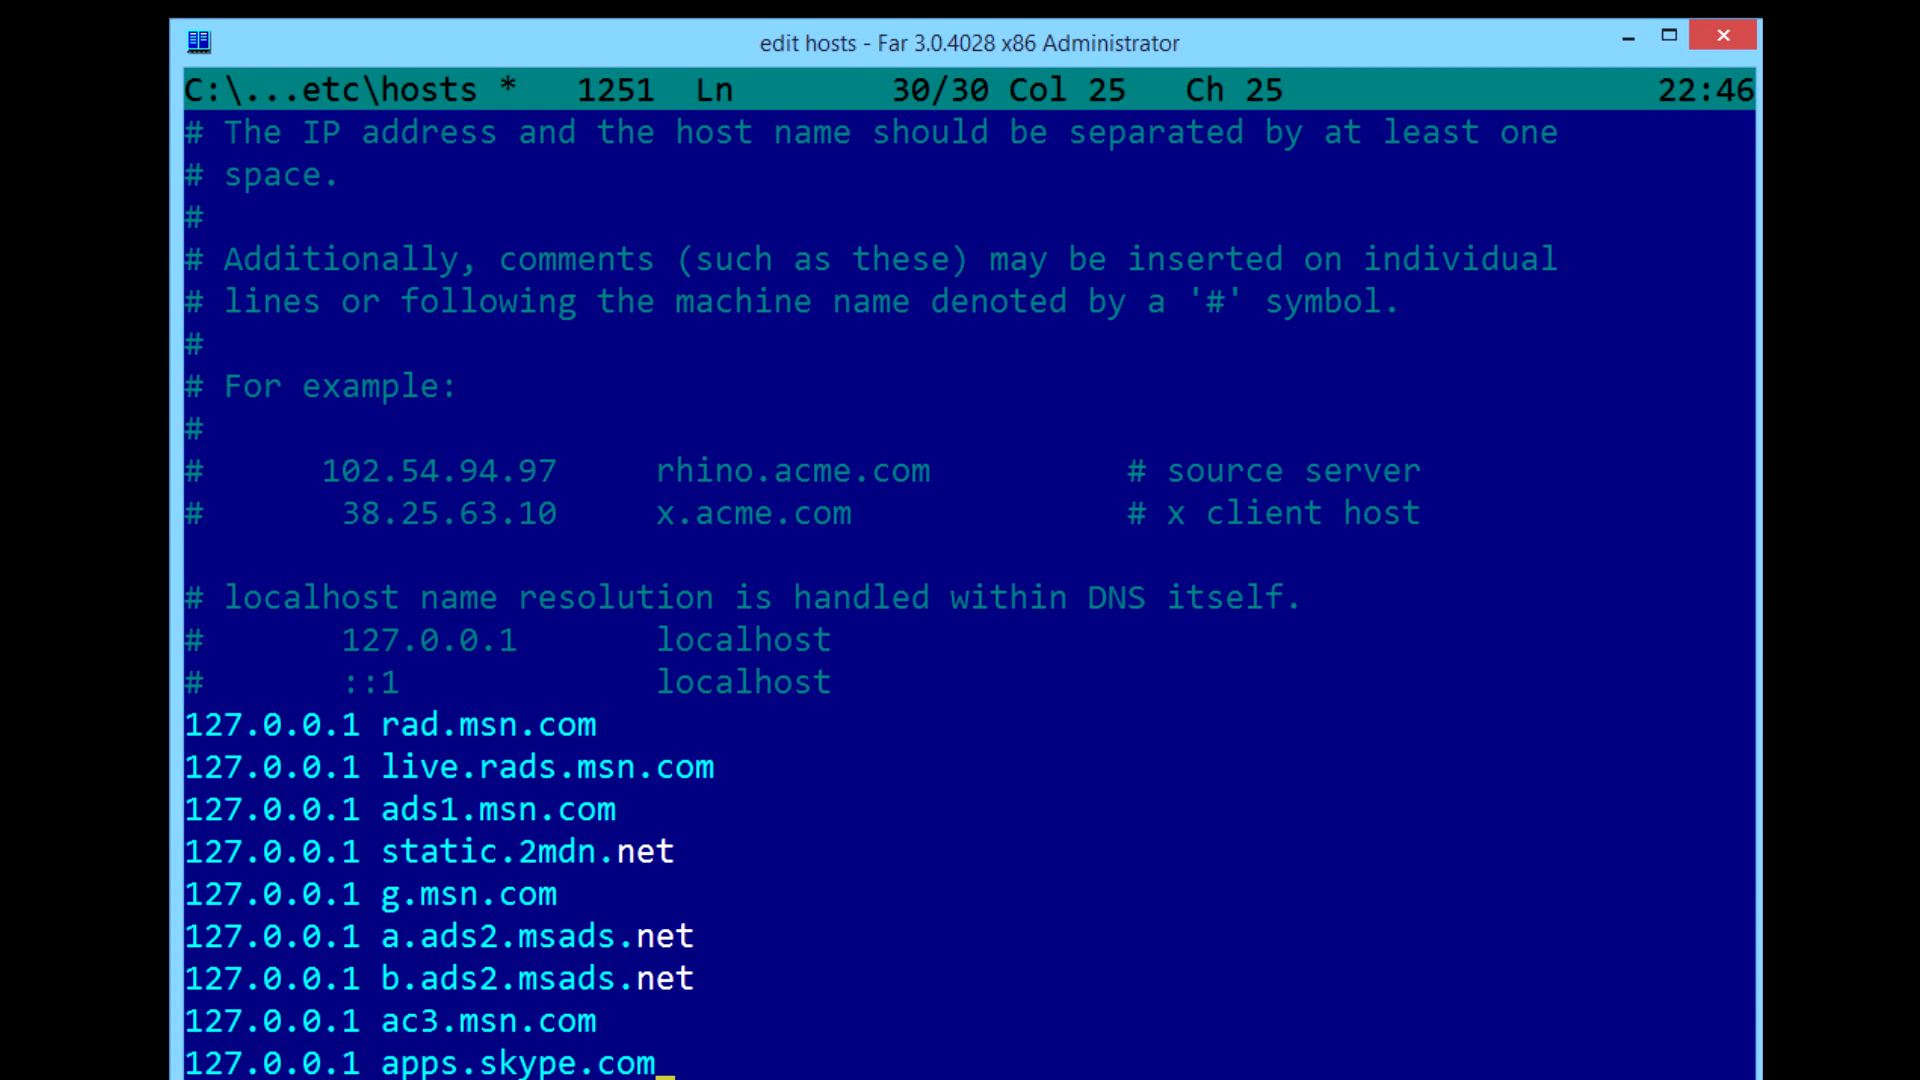 edit hosts - Far 3.0.4028 x86 Administrator
C:\...etc\hosts * 1251 Ln 30/30 Col 25 Ch 25 22:46
# The IP address and the host name should be separated by at least one
# space.
#
# Additionally, comments (such as these) may be inserted on individual
# lines or following the machine name denoted by a '#' symbol.
#
# For example:
#
# 102.54.94.97 rhino.acme.com # source server
# 38.25.63.10 x.acme.com # x client host
# localhost name resolution is handled within DNS itself.
# 127.0.0.1 localhost
# ::1 localhost
127.0.0.1 rad.msn.com
127.0.0.1 live.rads.msn.com
127.0.0.1 ads1.msn.com
127.0.0.1 static.2mdn.net
127.0.0.1 g.msn.com
127.0.0.1 a.ads2.msads.net
127.0.0.1 b.ads2.msads.net
127.0.0.1 ac3.msn.com
127.0.0.1 apps.skype.com